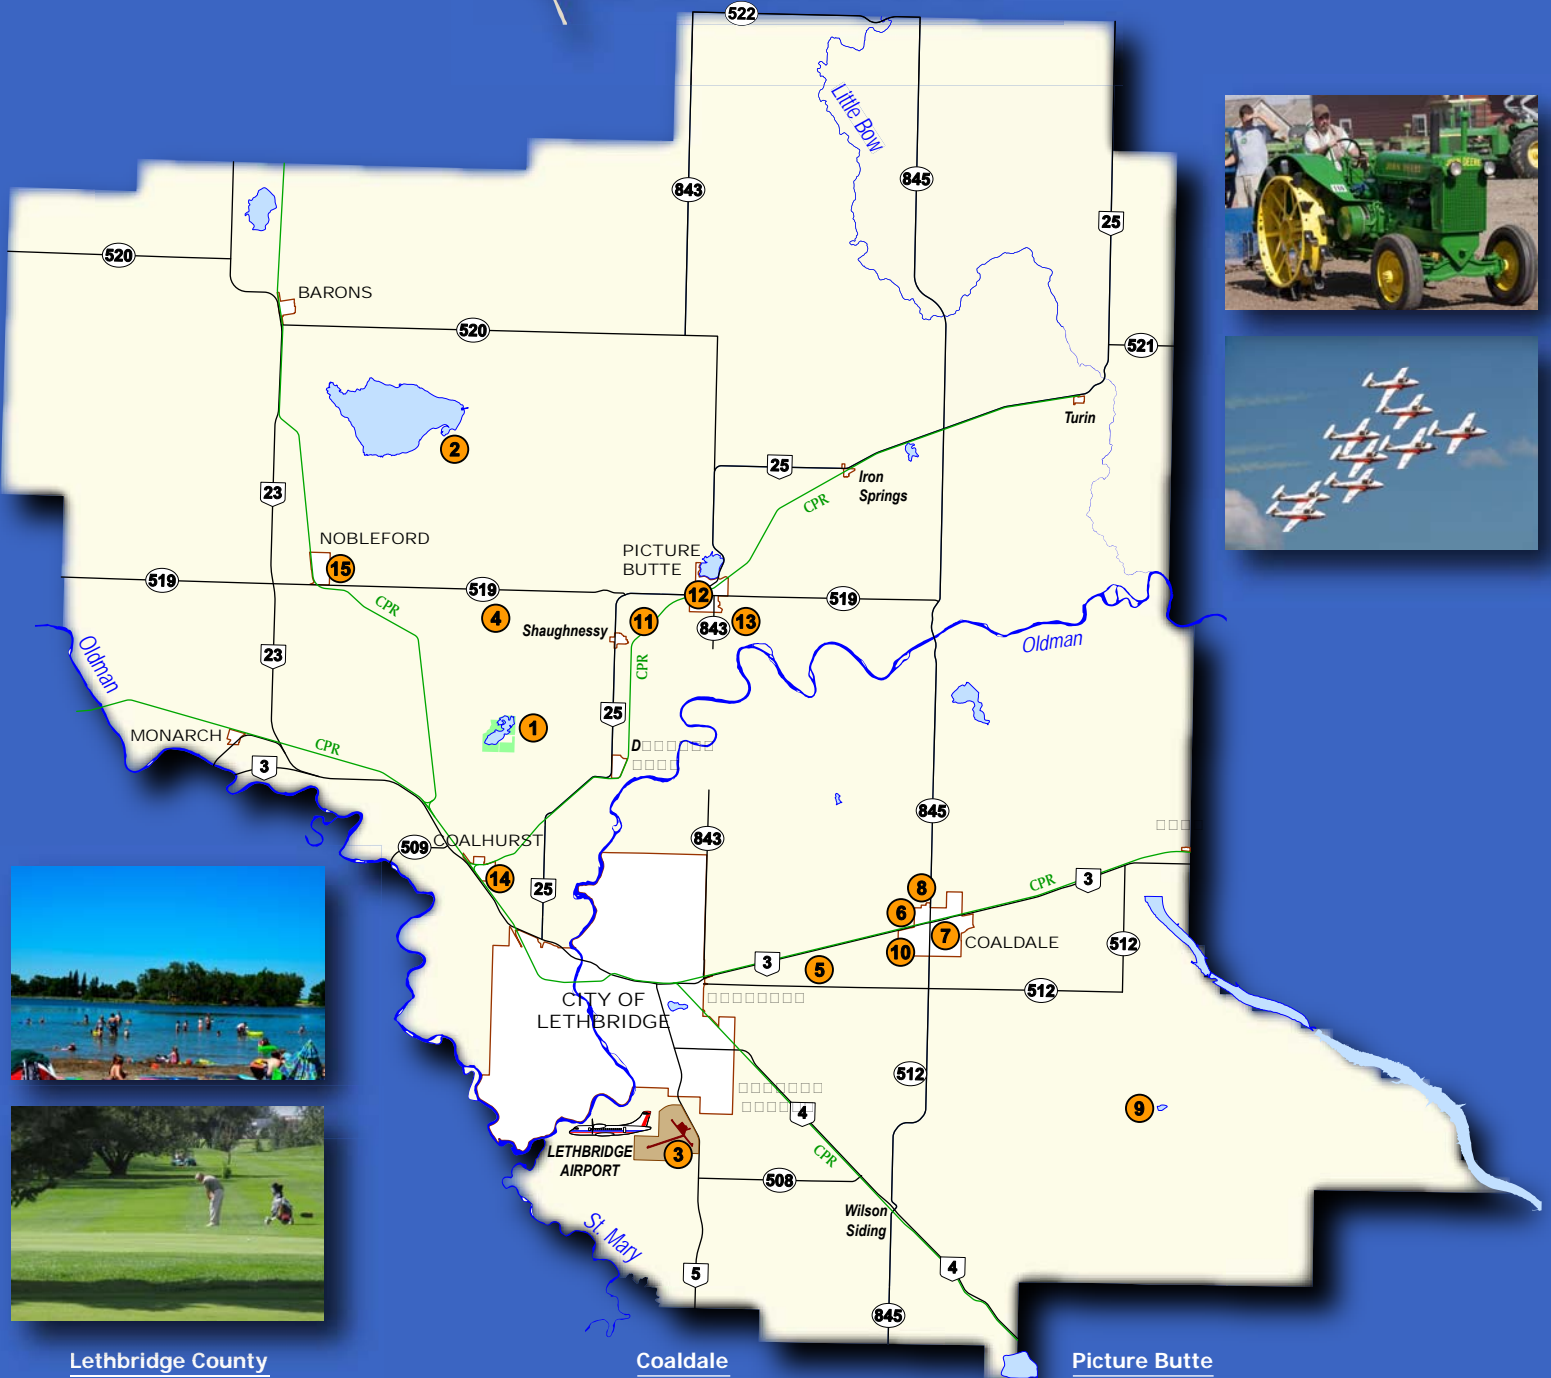 522
Little Bow
843
845
25
520
BARONS
520
521
Turin
2
25
Iron
Springs
CPR
23
NOBLEFORD
15
PICTURE
BUTTE
519
519
12
519
CPR
4
11
13
843
Shaughnessy
Oldman
Oldman
23
CPR
25
1
MONARCH
CPR
3
D
845
843
509
COALHURST
14
25
8
3
CPR
6
7
COALDALE
10
512
3
5
512
CITY OF
LETHBRIDGE
512
4
9
LETHBRIDGE
AIRPORT
3
CPR
508
Wilson
Siding
St. Mary
5
4
845
JOHN DEERE
Lethbridge County
Coaldale
Picture Butte